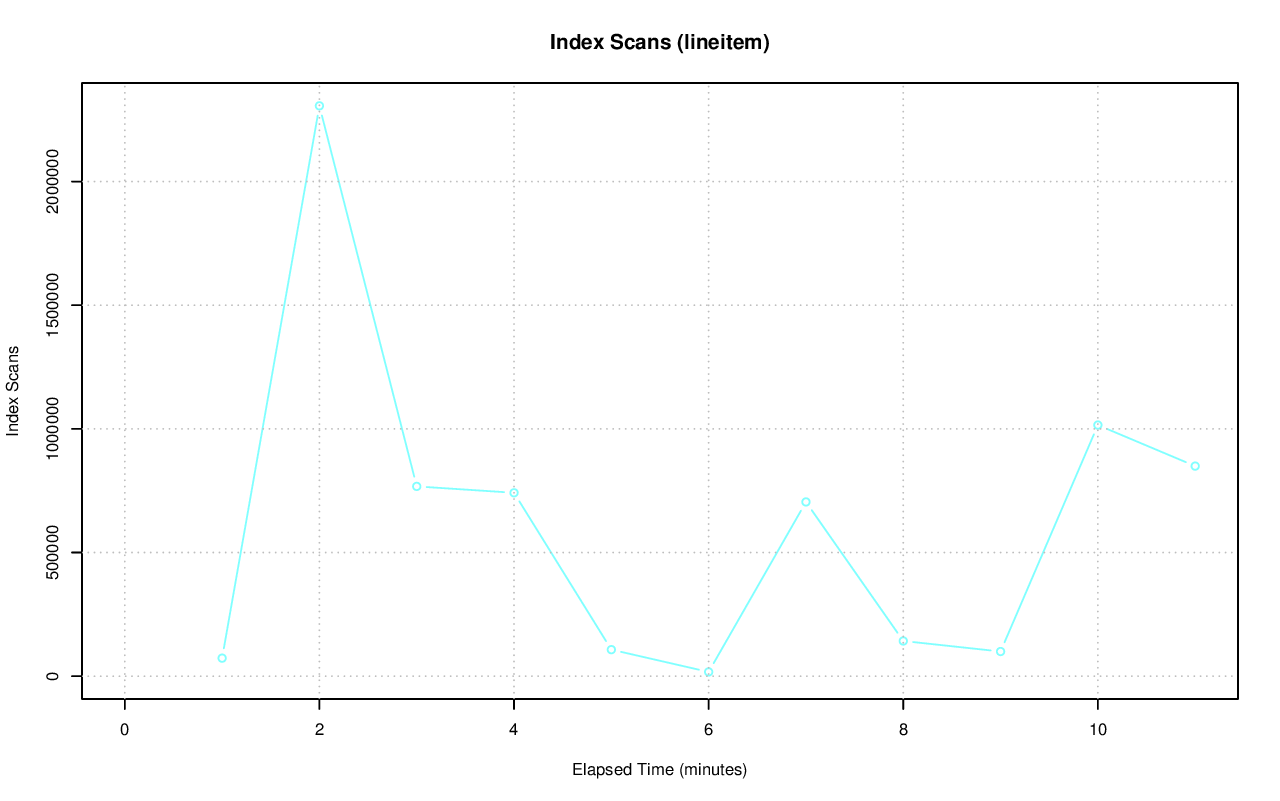 Index Scans (lineitem)
Index Scans
2000000
1500000
1000000
500000
0
0 2 4 6 8 10
Elapsed Time (minutes)